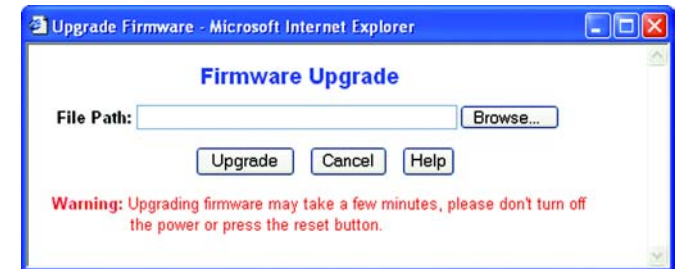 Upgrade Firmware - Microsoft Internet Explorer
Firmware Upgrade
File Path: Browse...
Upgrade Cancel Help
Warning: Upgrading firmware may take a few minutes, please don't turn off
the power or press the reset button.